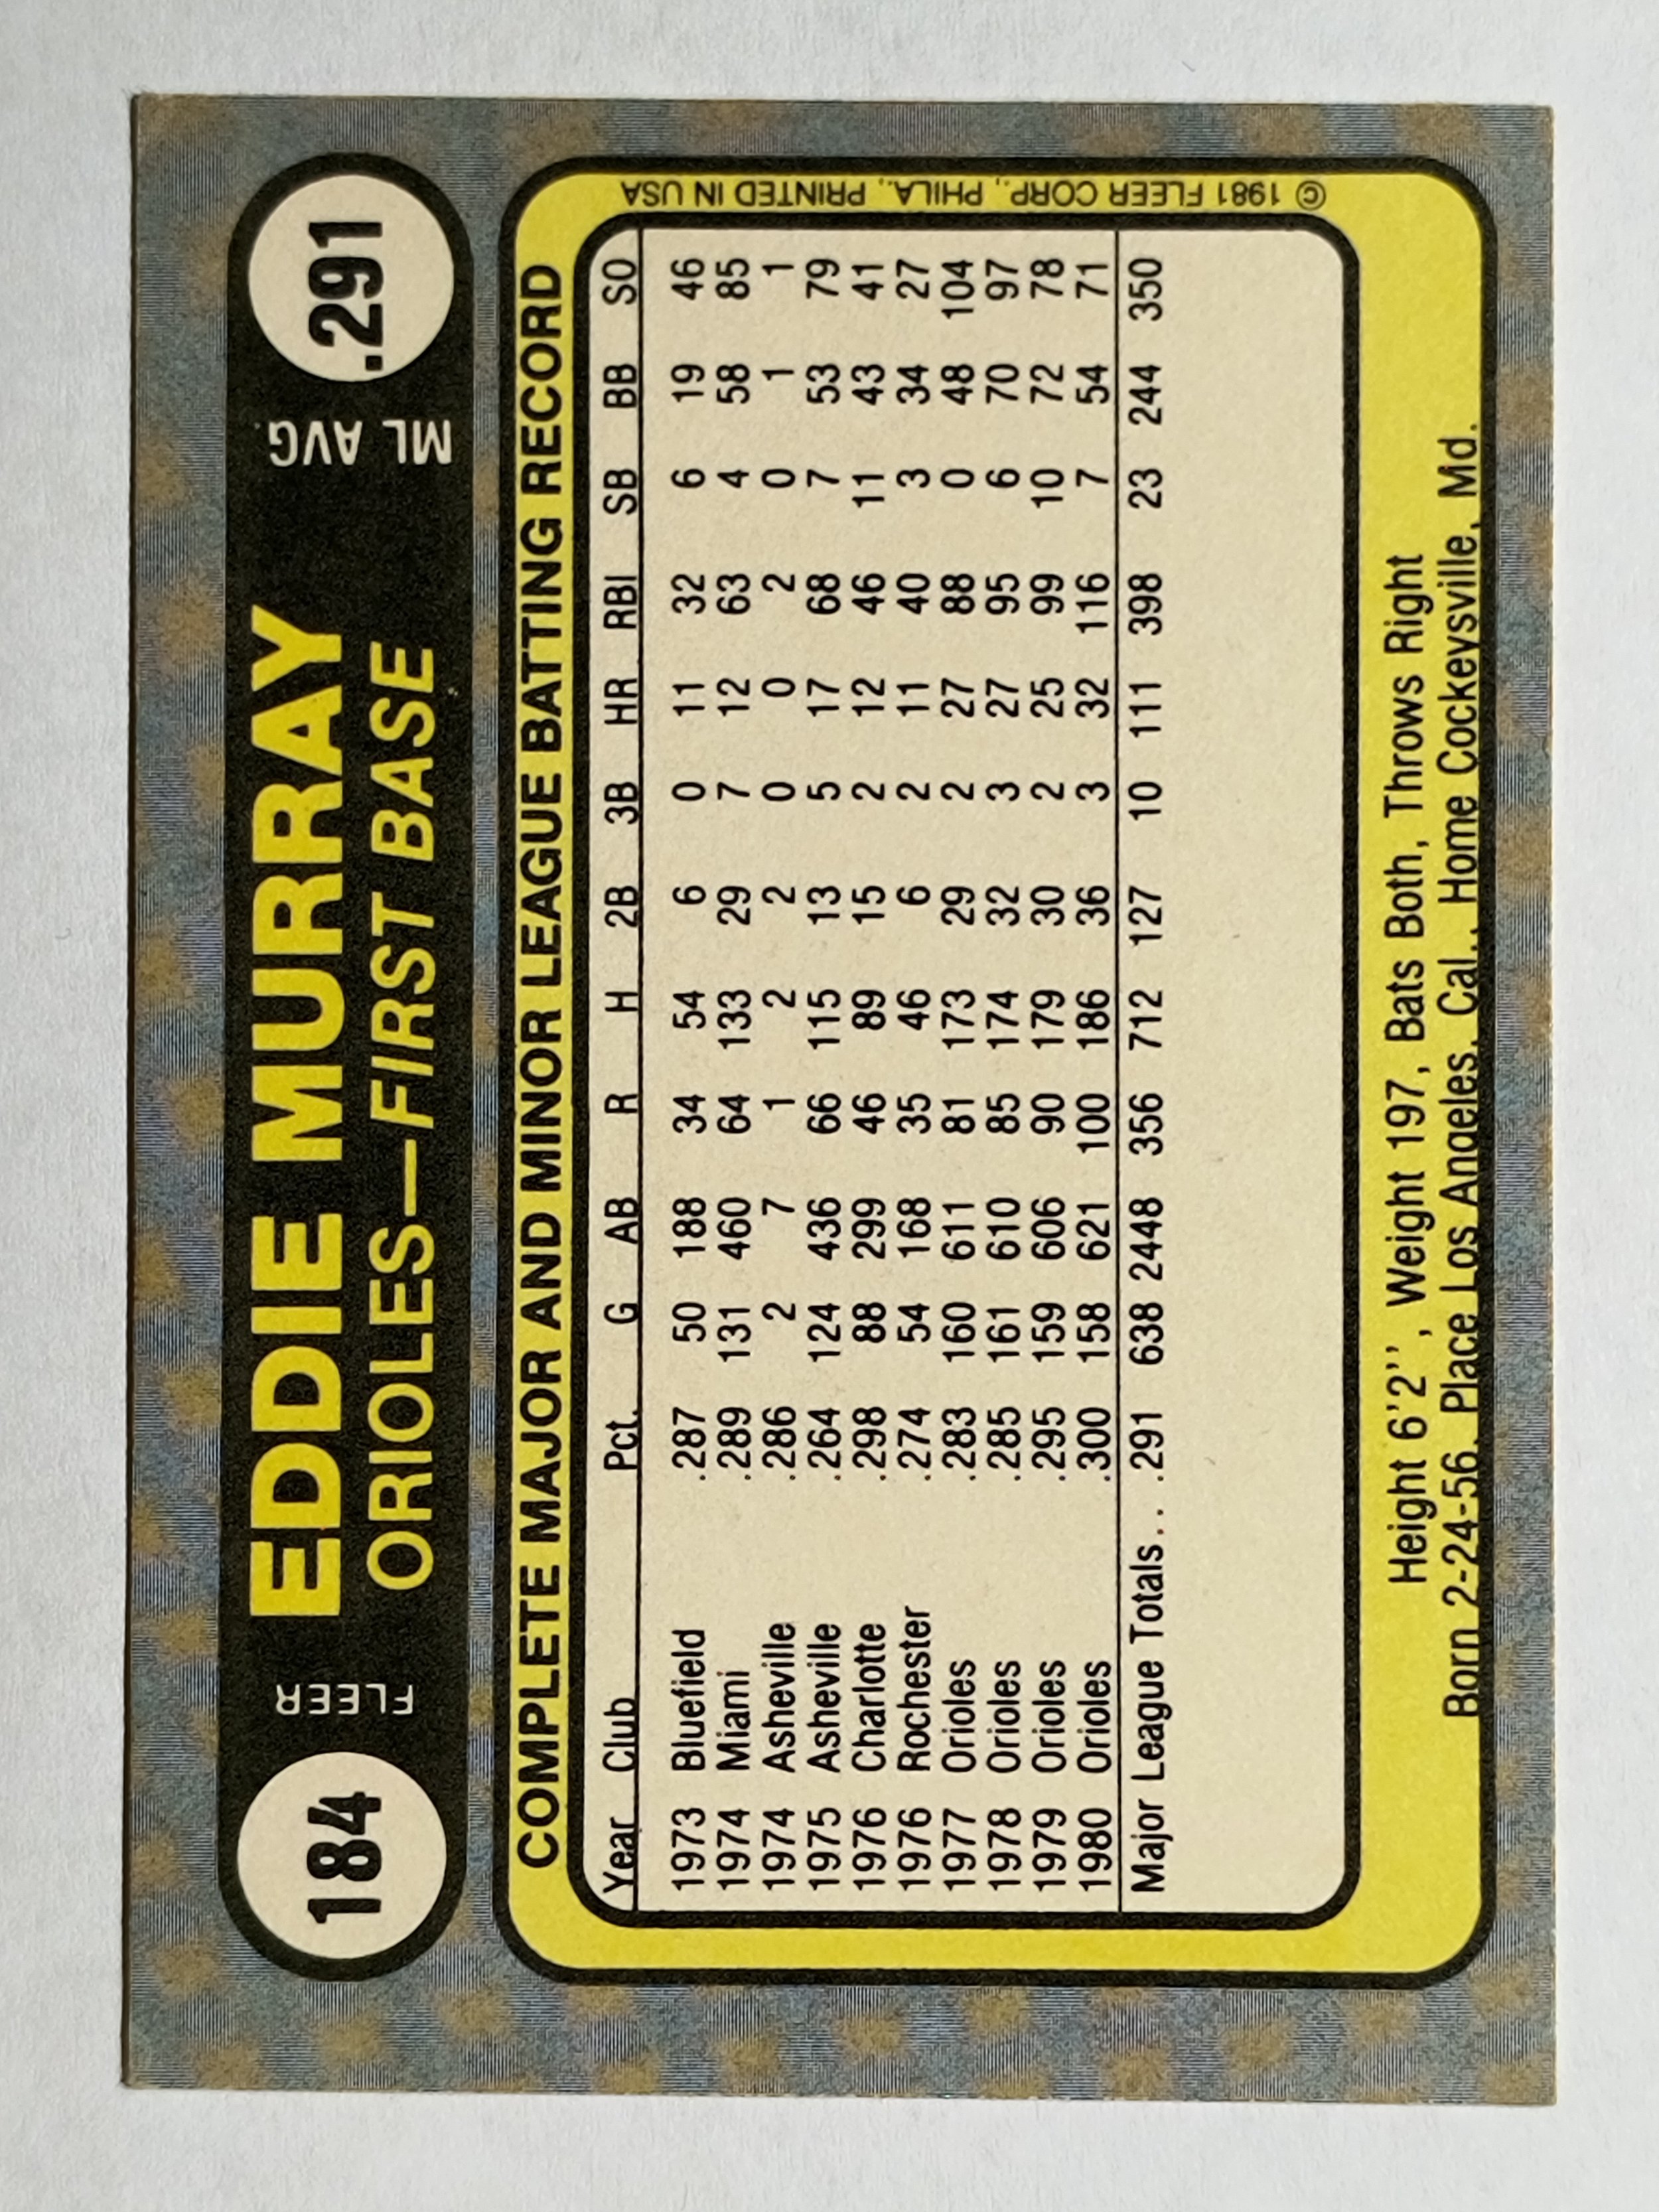 184
FLEER
EDDIE MURRAY
ORIOLES—FIRST BASE
ML AVG.
.291
COMPLETE MAJOR AND MINOR LEAGUE BATTING RECORD
Year Club Pct. G AB R H 2B 3B HR RBI SB BB SO
1973 Bluefield .287 50 188 34 54 6 0 11 32 6 19 46
1974 Miami .289 131 460 64 133 29 7 12 63 4 58 85
1974 Asheville .286 2 7 1 2 2 0 0 2 0 1 1
1975 Asheville .264 124 436 66 115 13 5 17 68 7 53 79
1976 Charlotte .298 88 299 46 89 15 2 12 46 11 43 41
1976 Rochester .274 54 168 35 46 6 2 11 40 3 34 27
1977 Orioles .283 160 611 81 173 29 2 27 88 0 48 104
1978 Orioles .285 161 610 85 174 32 3 27 95 6 70 97
1979 Orioles .295 159 606 90 179 30 2 25 99 10 72 78
1980 Orioles .300 158 621 100 186 36 3 32 116 7 54 71
Major League Totals. . .291 638 2448 356 712 127 10 111 398 23 244 350
© 1981 FLEER CORP., PHILA., PRINTED IN USA
Height 6'2'', Weight 197, Bats Both, Throws Right
Born 2-24-56, Place Los Angeles, Cal., Home Cockeysville, Md.